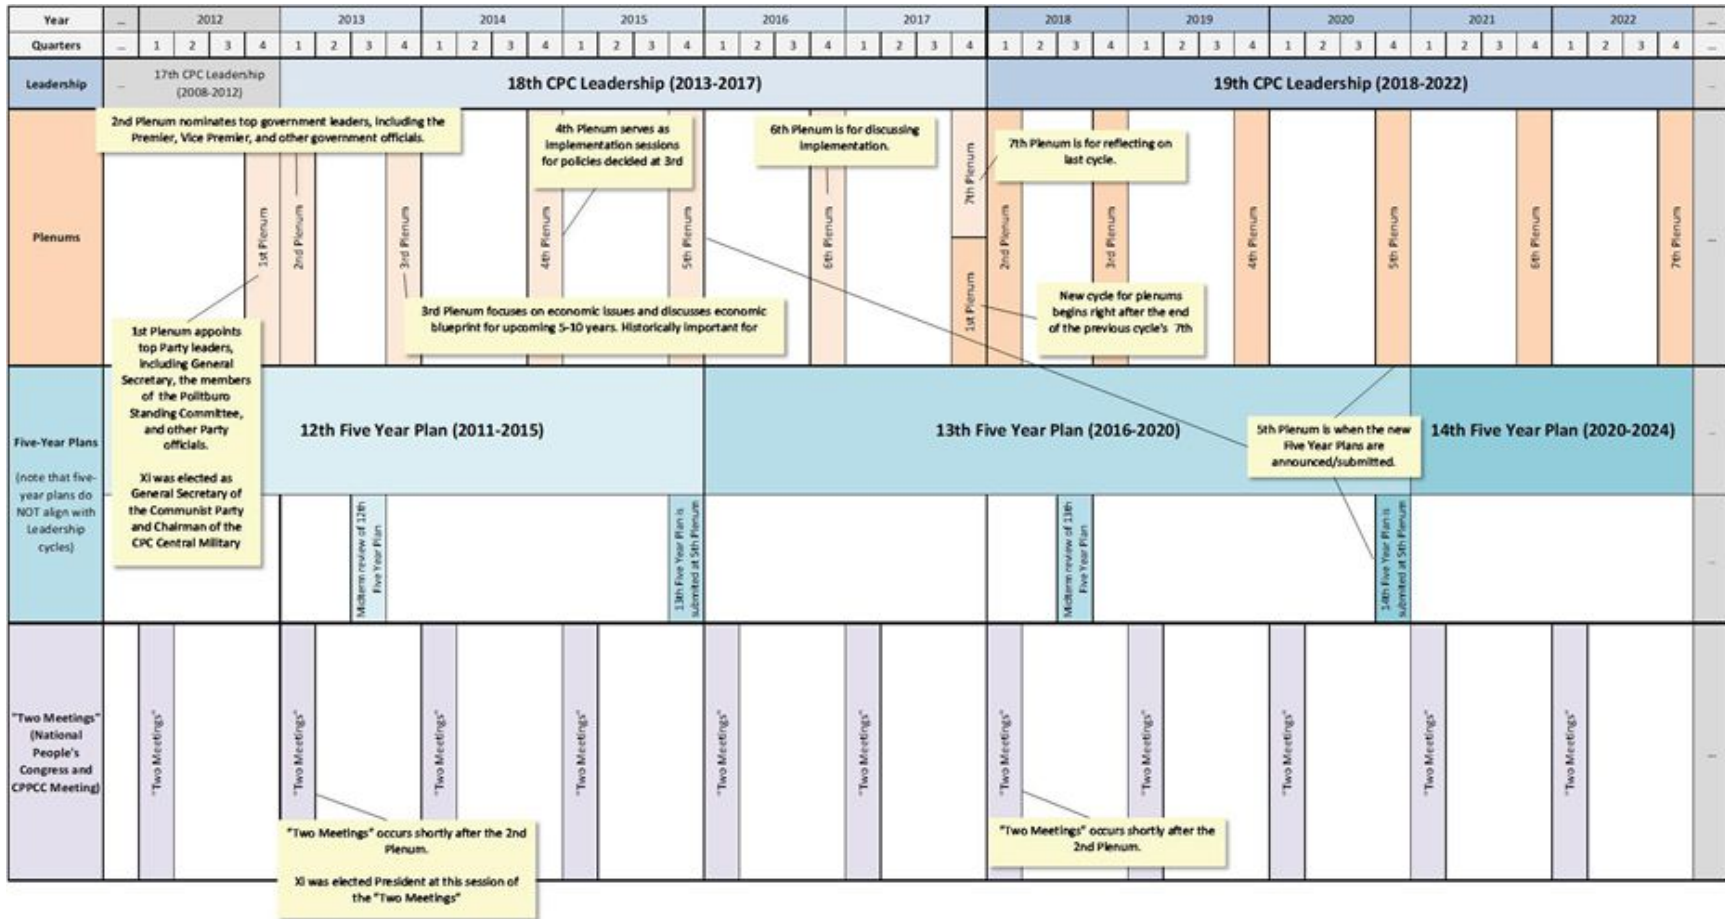 Year ... 2012 2013 2014 2015 2016 2017 2018 2019 2020 2021 2022 ...
Quarters ... 1 2 3 4 1 2 3 4 1 2 3 4 1 2 3 4 1 2 3 4 1 2 3 4 1 2 3 4 1 2 3 4 1 2 3 4 1 2 3 4 1 2 3 4 ...
Leadership
...
17th CPC Leadership
(2008-2012)
18th CPC Leadership (2013-2017)
19th CPC Leadership (2018-2022)
...
Plenums
2nd Plenum nominates top government leaders, including the
Premier, Vice Premier, and other government officials.
4th Plenum serves as
implementation sessions
for policies decided at 3rd
6th Plenum is for discussing
implementation.
7th Plenum is for reflecting on
last cycle.
1st Plenum
2nd Plenum
3rd Plenum
4th Plenum
5th Plenum
6th Plenum
7th Plenum
1st Plenum
2nd Plenum
3rd Plenum
4th Plenum
5th Plenum
6th Plenum
7th Plenum
...
3rd Plenum focuses on economic issues and discusses economic
blueprint for upcoming 5-10 years. Historically important for
New cycle for plenums
begins right after the end
of the previous cycle's 7th
1st Plenum appoints
top Party leaders,
including General
Secretary, the members
of the Politburo
Standing Committee,
and other Party
officials.
Xi was elected as
General Secretary of
the Communist Party
and Chairman of the
CPC Central Military
Five-Year Plans
(note that five-
year plans do
NOT align with
Leadership
cycles)
12th Five Year Plan (2011-2015)
13th Five Year Plan (2016-2020)
5th Plenum is when the new
Five Year Plans are
announced/submitted.
14th Five Year Plan (2020-2024)
...
Midterm review of 12th
Five Year Plan
13th Five Year Plan is
submited at 5th Plenum
Midterm review of 13th
Five Year Plan
14th Five Year Plan is
submited at 5th Plenum
...
"Two Meetings"
(National
People's
Congress and
CPPCC Meeting)
"Two Meetings"
"Two Meetings"
"Two Meetings"
"Two Meetings"
"Two Meetings"
"Two Meetings"
"Two Meetings"
"Two Meetings"
"Two Meetings"
"Two Meetings"
"Two Meetings"
...
"Two Meetings" occurs shortly after the 2nd
Plenum.
Xi was elected President at this session of
the "Two Meetings"
"Two Meetings" occurs shortly after the
2nd Plenum.